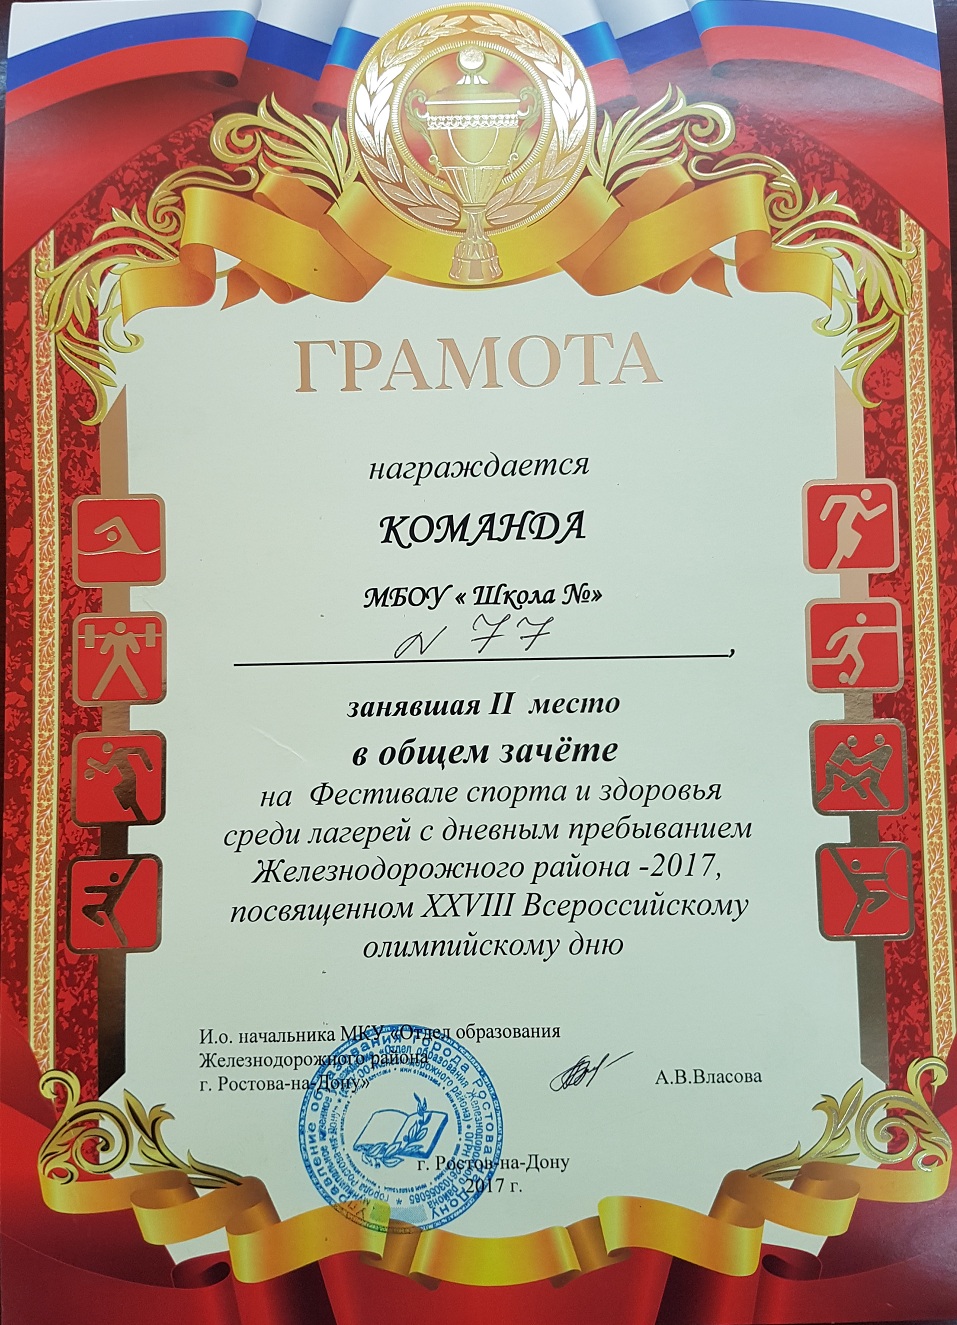 ГРАМОТА
награждается
КОМАНДА
МБОУ « Школа №»
N 77
,
занявшая II место
в общем зачёте
на Фестивале спорта и здоровья
среди лагерей с дневным пребыванием
Железнодорожного района -2017,
посвященном XXVIII Всероссийскому
олимпийскому дню
И.о. начальника МКУ «Отдел образования
Железнодорожного района
г. Ростова-на-Дону»
А.В.Власова
г. Ростов-на-Дону
2017 г.